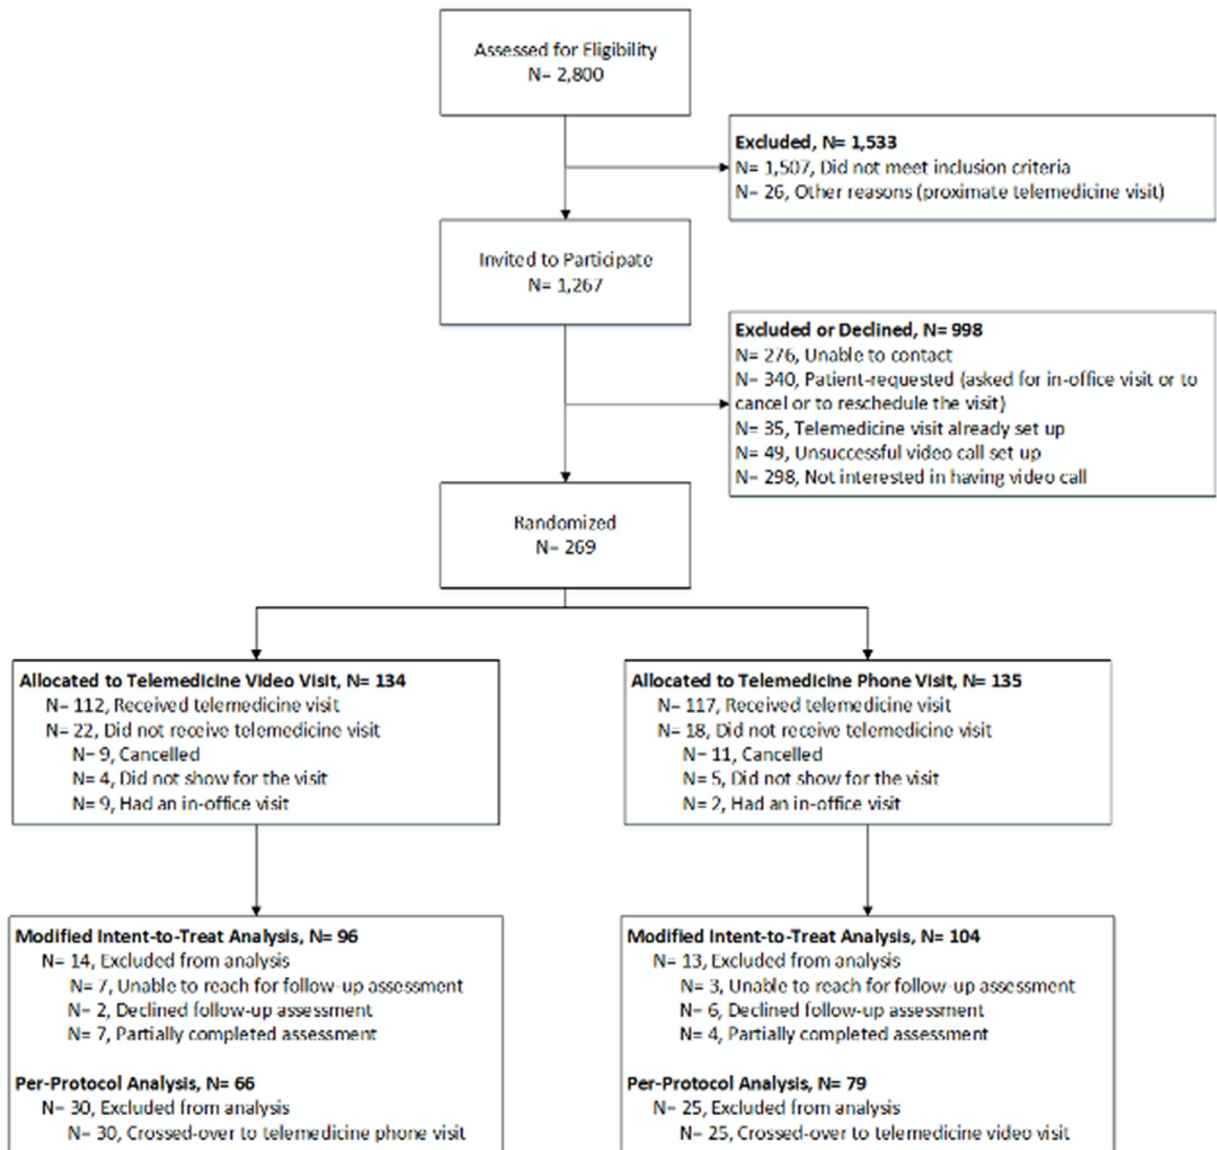 Assessed for Eligibility
N= 2,800
Excluded, N= 1,533
N= 1,507, Did not meet inclusion criteria
N= 26, Other reasons (proximate telemedicine visit)
Invited to Participate
N= 1,267
Excluded or Declined, N= 998
N= 276, Unable to contact
N= 340, Patient-requested (asked for in-office visit or to
cancel or to reschedule the visit)
N= 35, Telemedicine visit already set up
N= 49, Unsuccessful video call set up
N= 298, Not interested in having video call
Randomized
N= 269
Allocated to Telemedicine Video Visit, N= 134
N= 112, Received telemedicine visit
N= 22, Did not receive telemedicine visit
N= 9, Cancelled
N= 4, Did not show for the visit
N= 9, Had an in-office visit
Allocated to Telemedicine Phone Visit, N= 135
N= 117, Received telemedicine visit
N= 18, Did not receive telemedicine visit
N= 11, Cancelled
N= 5, Did not show for the visit
N= 2, Had an in-office visit
Modified Intent-to-Treat Analysis, N= 96
N= 14, Excluded from analysis
N= 7, Unable to reach for follow-up assessment
N= 2, Declined follow-up assessment
N= 7, Partially completed assessment
Per-Protocol Analysis, N= 66
N= 30, Excluded from analysis
N= 30, Crossed-over to telemedicine phone visit
Modified Intent-to-Treat Analysis, N= 104
N= 13, Excluded from analysis
N= 3, Unable to reach for follow-up assessment
N= 6, Declined follow-up assessment
N= 4, Partially completed assessment
Per-Protocol Analysis, N= 79
N= 25, Excluded from analysis
N= 25, Crossed-over to telemedicine video visit